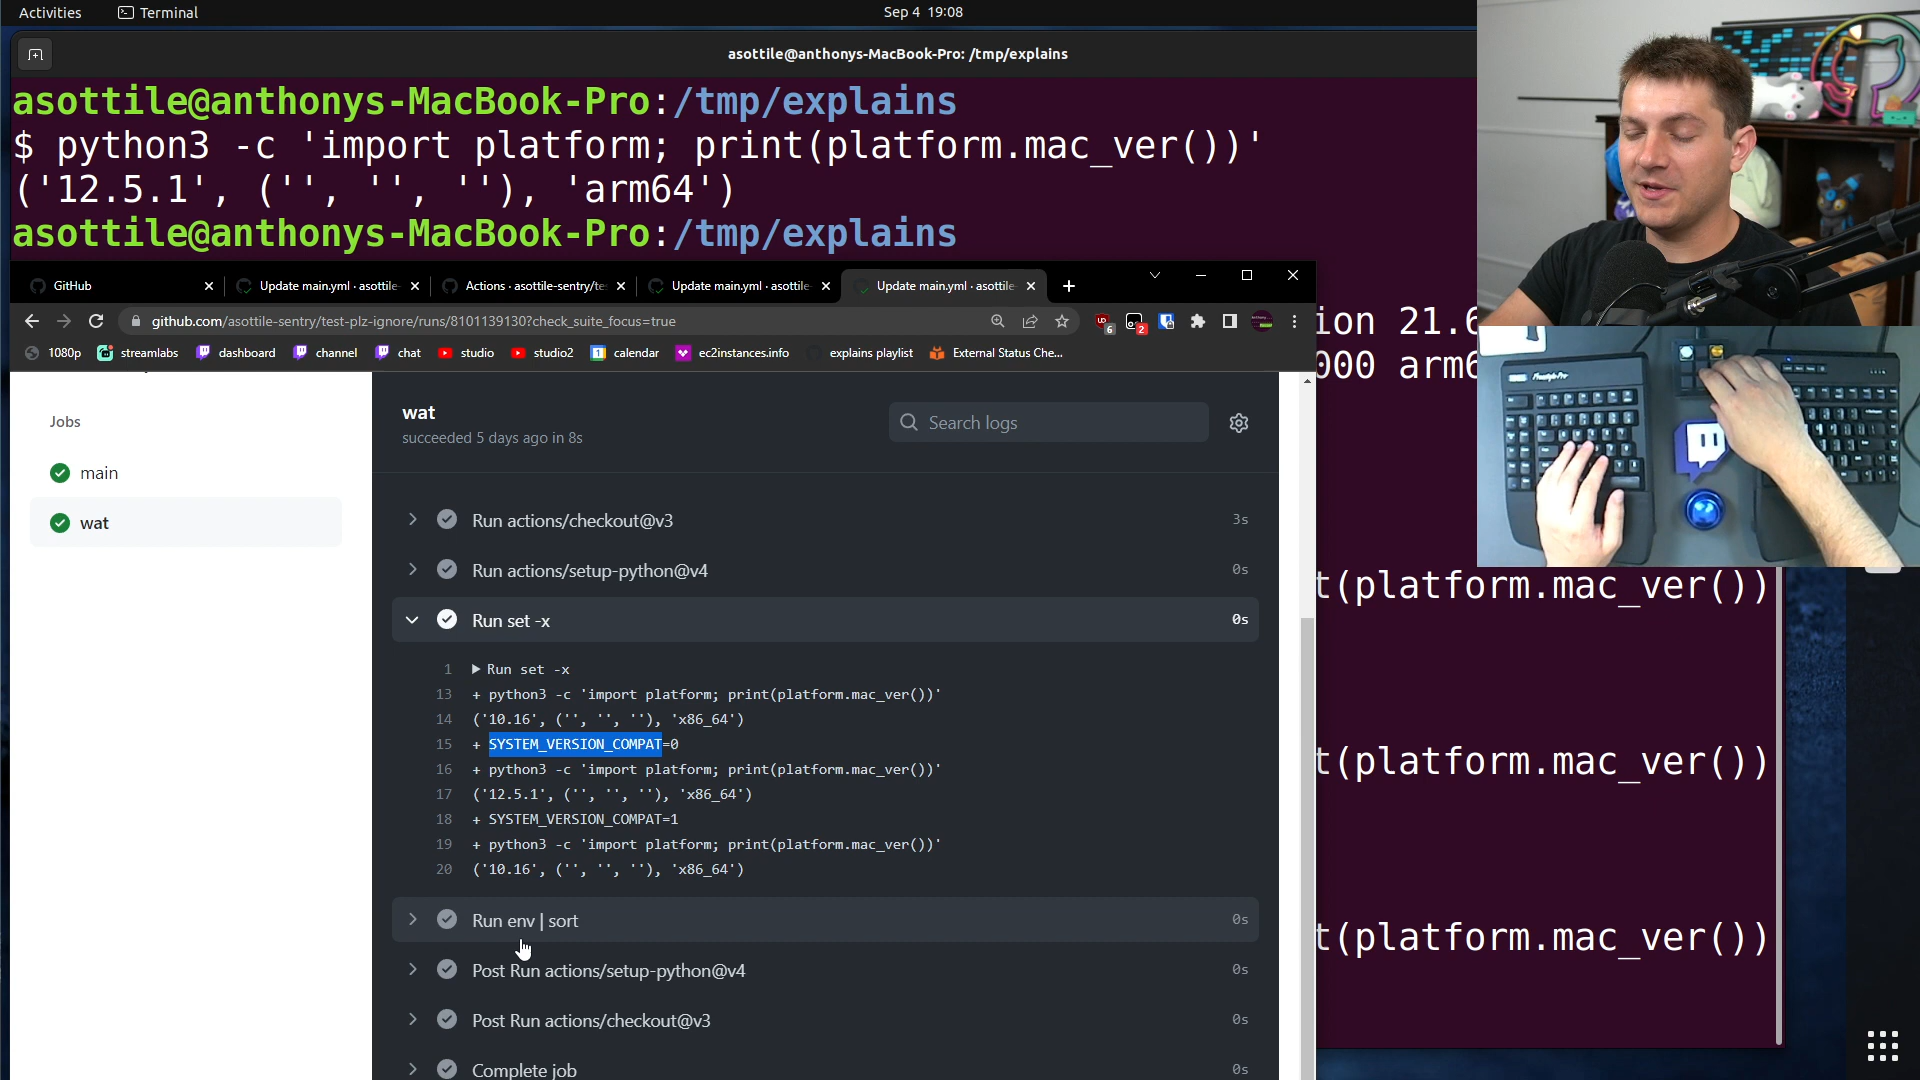 Activities
Terminal
Sep 4 19:08
asottile@anthonys-MacBook-Pro: /tmp/explains
asottile@anthonys-MacBook-Pro:/tmp/explains
$ python3 -c 'import platform; print(platform.mac_ver())'
('12.5.1', ('', '', ''), 'arm64')
asottile@anthonys-MacBook-Pro:/tmp/explains
GitHub
Update main.yml · asottile-
Actions · asottile-sentry/te
Update main.yml · asottile
Update main.yml · asottile
github.com/asottile-sentry/test-plz-ignore/runs/8101139130?check_suite_focus=true
6
2
1080p
streamlabs
dashboard
channel
chat
studio
studio2
calendar
ec2instances.info
explains playlist
External Status Che...
ion 21.6
000 arm6
Jobs
main
wat
wat
succeeded 5 days ago in 8s
Search logs
Run actions/checkout@v3
3s
Run actions/setup-python@v4
0s
Run set -x
0s
1 Run set -x
13 + python3 -c 'import platform; print(platform.mac_ver())'
14 ('10.16', ('', '', ''), 'x86_64')
15 + SYSTEM_VERSION_COMPAT=0
16 + python3 -c 'import platform; print(platform.mac_ver())'
17 ('12.5.1', ('', '', ''), 'x86_64')
18 + SYSTEM_VERSION_COMPAT=1
19 + python3 -c 'import platform; print(platform.mac_ver())'
20 ('10.16', ('', '', ''), 'x86_64')
Run env | sort
0s
Post Run actions/setup-python@v4
0s
Post Run actions/checkout@v3
0s
Complete job
0s
t(platform.mac_ver())
t(platform.mac_ver())
t(platform.mac_ver())